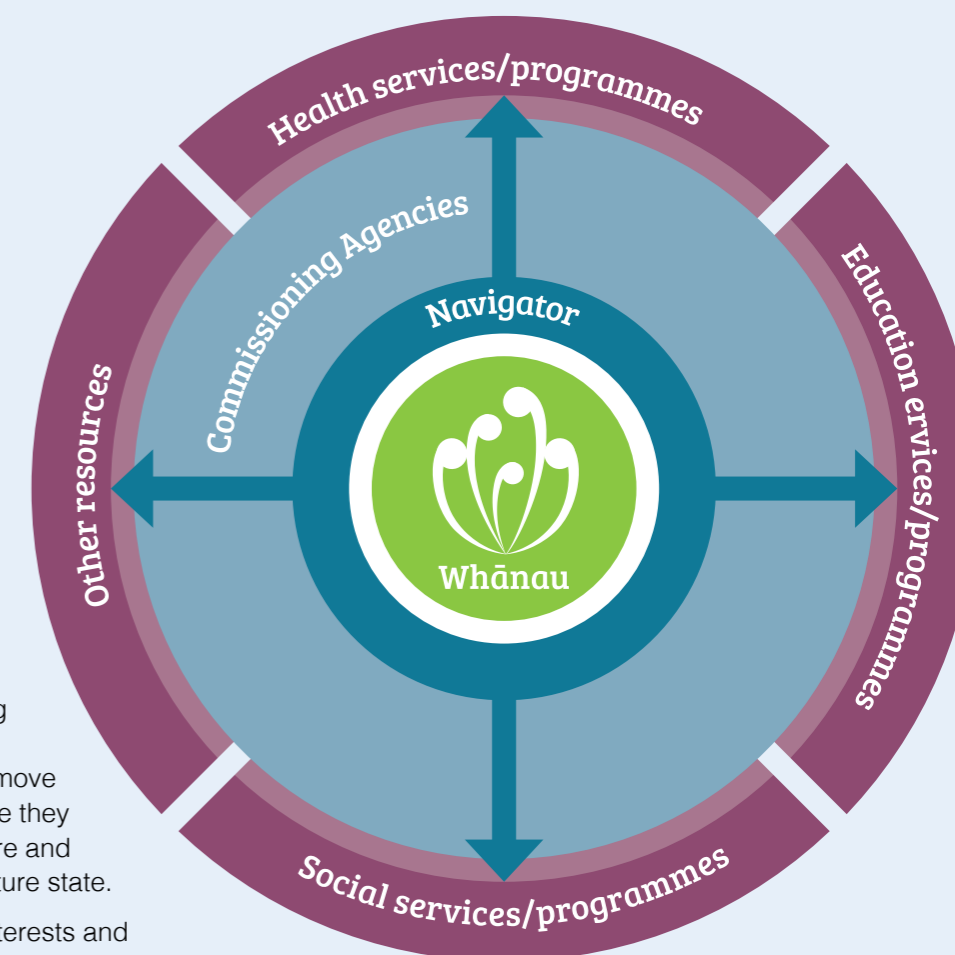 Health services/programmes
Commissioning Agencies
Navigator
Education ervices/programmes
Other resources
Whānau
Social services/programmes
move
e they
re and
ture state.
terests and